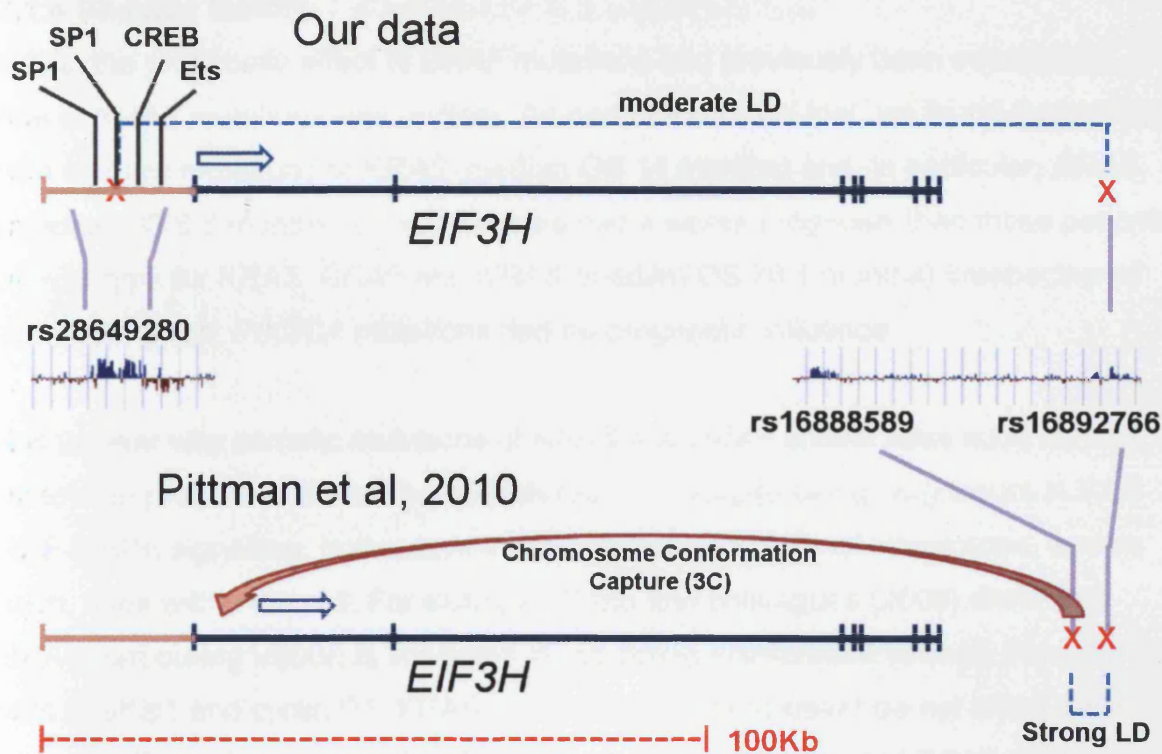 Our data
SP1 CREB
SP1 Ets
moderate LD
X X
EIF3H
rs28649280
rs16888589 rs16892766
Pittman et al, 2010
Chromosome Conformation
Capture (3C)
X X
EIF3H
Strong LD
100Kb